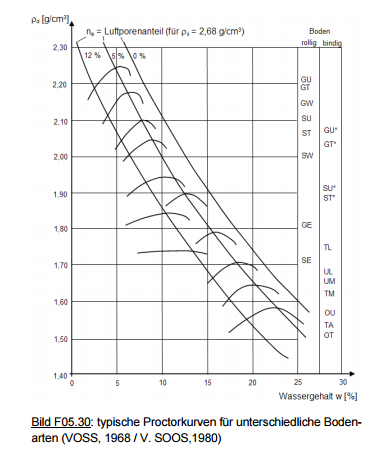 ρd [g/cm³]
na = Luftporenanteil (für ρs = 2,68 g/cm³)
Boden
rollig bindig
2,30
12 % 5 % 0 %
2,20
GU
GT
GW
2,10
SU
ST
GU*
GT*
2,00
SW
1,90
SU*
ST*
1,80
GE
TL
1,70
SE
UL
UM
TM
1,60
OU
TA
OT
1,50
1,40
0 5 10 15 20 25 30
Wassergehalt w [%]
Bild F05.30: typische Proctorkurven für unterschiedliche Boden-
arten (VOSS, 1968 / V. SOOS,1980)